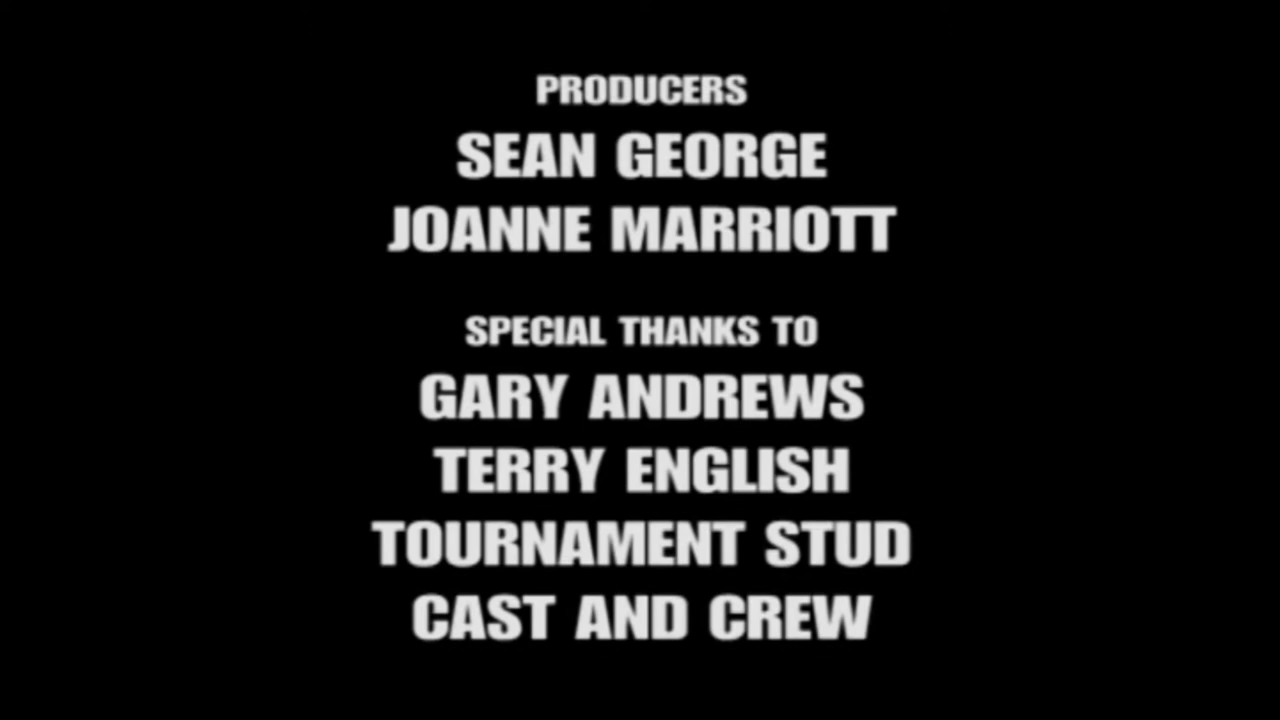 PRODUCERS
SEAN GEORGE
JOANNE MARRIOTT
SPECIAL THANKS TO
GARY ANDREWS
TERRY ENGLISH
TOURNAMENT STUD
CAST AND CREW